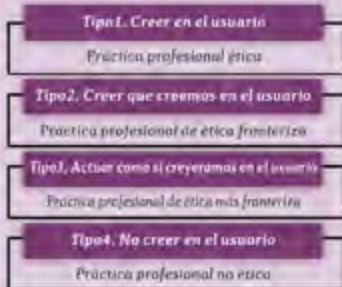 Tipo1. Creer en el usuario
Práctica profesional ética
Tipo2. Creer que creemos en el usuario
Práctica profesional de ética fronteriza
Tipo3. Actuar como si creyéramos en el usuario
Práctica profesional de ética más fronteriza
Tipo4. No creer en el usuario
Práctica profesional no ética